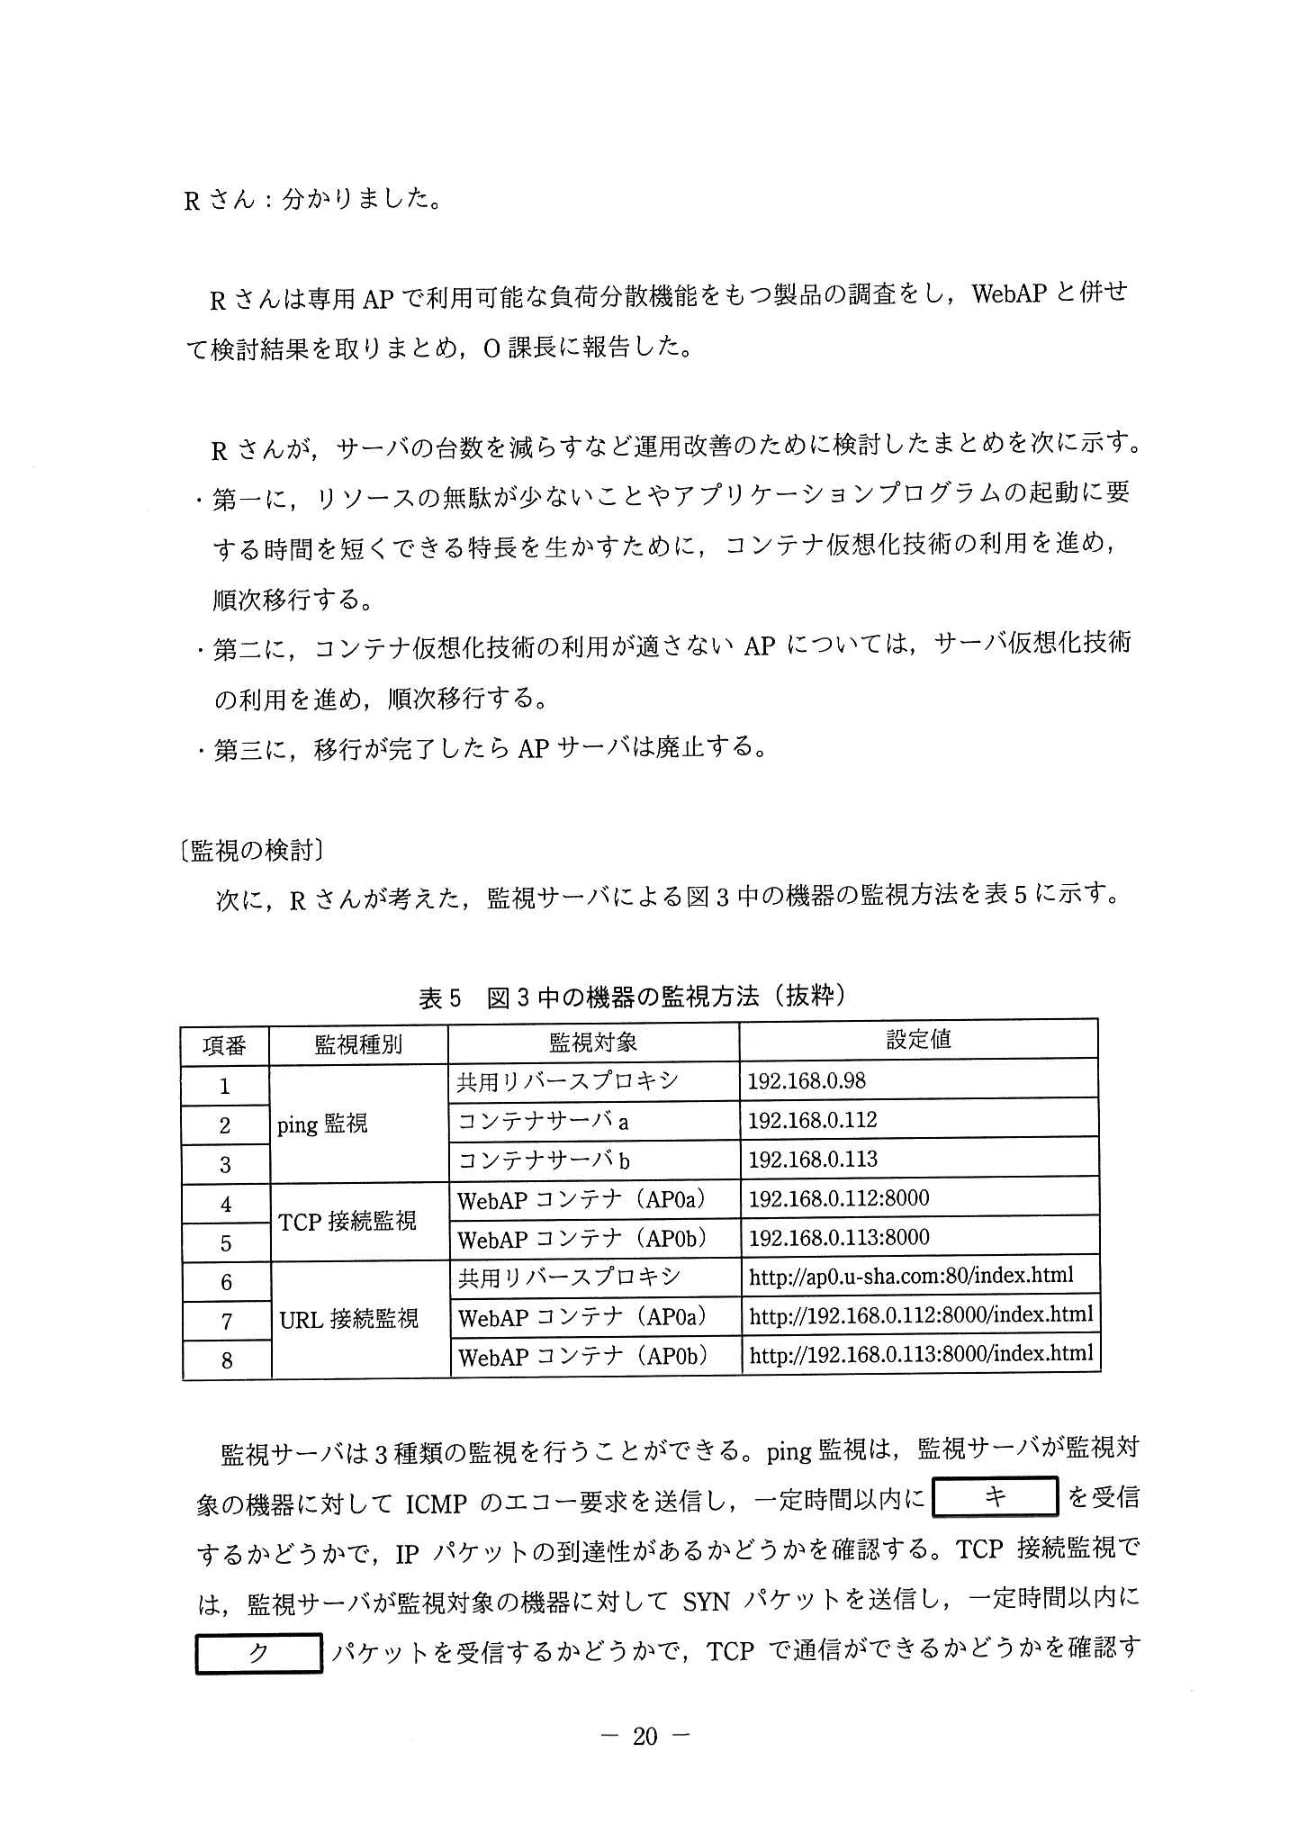 Rさん：分かりました。
Rさんは専用APで利用可能な負荷分散機能をもつ製品の調査をし，WebAPと併せ
て検討結果を取りまとめ，O課長に報告した。
Rさんが，サーバの台数を減らすなど運用改善のために検討したまとめを次に示す。
・第一に，リソースの無駄が少ないことやアプリケーションプログラムの起動に要
する時間を短くできる特長を生かすために，コンテナ仮想化技術の利用を進め，
順次移行する。
・第二に，コンテナ仮想化技術の利用が適さないAPについては，サーバ仮想化技術
の利用を進め，順次移行する。
・第三に，移行が完了したらAPサーバは廃止する。
〔監視の検討〕
次に，Rさんが考えた，監視サーバによる図3中の機器の監視方法を表5に示す。
表5 図3中の機器の監視方法（抜粋）
項番 監視種別 監視対象 設定値
1 ping監視 共用リバースプロキシ 192.168.0.98
2 コンテナサーバa 192.168.0.112
3 コンテナサーバb 192.168.0.113
4 TCP接続監視 WebAPコンテナ（AP0a） 192.168.0.112:8000
5 WebAPコンテナ（AP0b） 192.168.0.113:8000
6 URL接続監視 共用リバースプロキシ http://ap0.u-sha.com:80/index.html
7 WebAPコンテナ（AP0a） http://192.168.0.112:8000/index.html
8 WebAPコンテナ（AP0b） http://192.168.0.113:8000/index.html
監視サーバは3種類の監視を行うことができる。ping監視は，監視サーバが監視対
象の機器に対してICMPのエコー要求を送信し，一定時間以内に キ を受信
するかどうかで，IPパケットの到達性があるかどうかを確認する。TCP接続監視で
は，監視サーバが監視対象の機器に対してSYNパケットを送信し，一定時間以内に
ク パケットを受信するかどうかで，TCPで通信ができるかどうかを確認す
― 20 ―